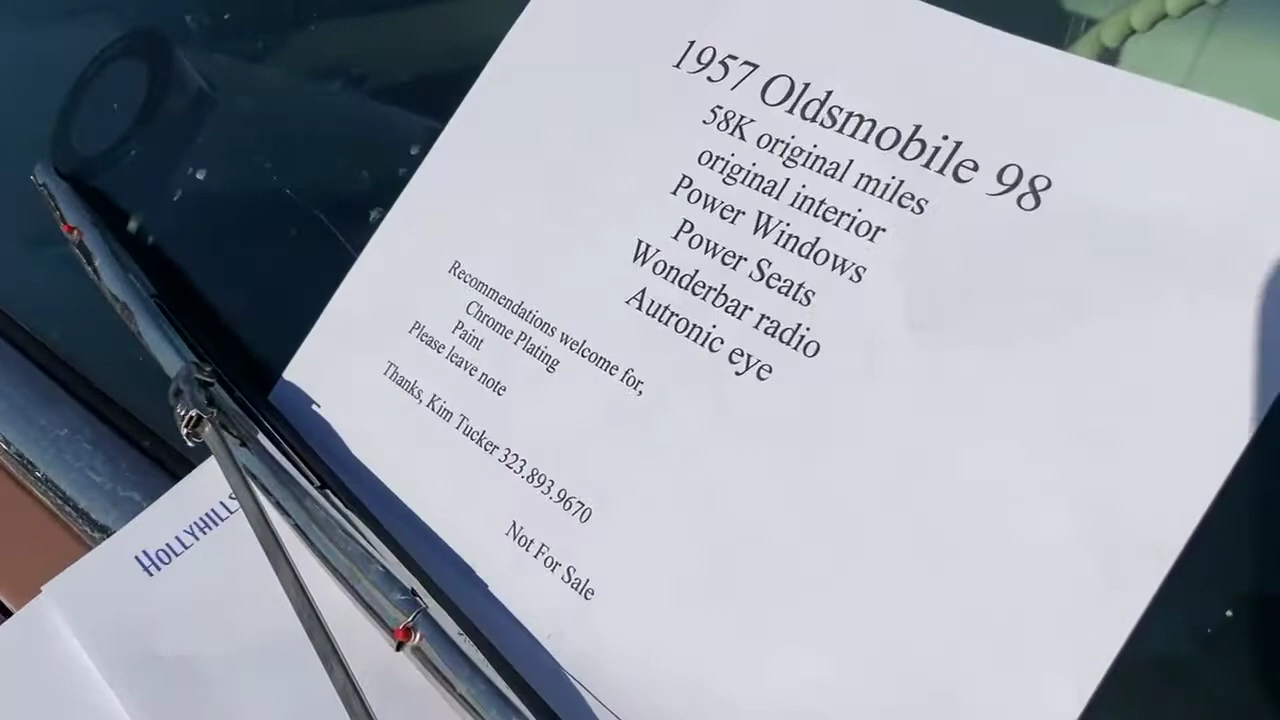 1957 Oldsmobile 98
58K original miles
original interior
Power Windows
Power Seats
Wonderbar radio
Autronic eye
Recommendations welcome for,
Chrome Plating
Paint
Please leave note
Thanks, Kim Tucker 323.893.9670
Not For Sale
HOLLYHILLS